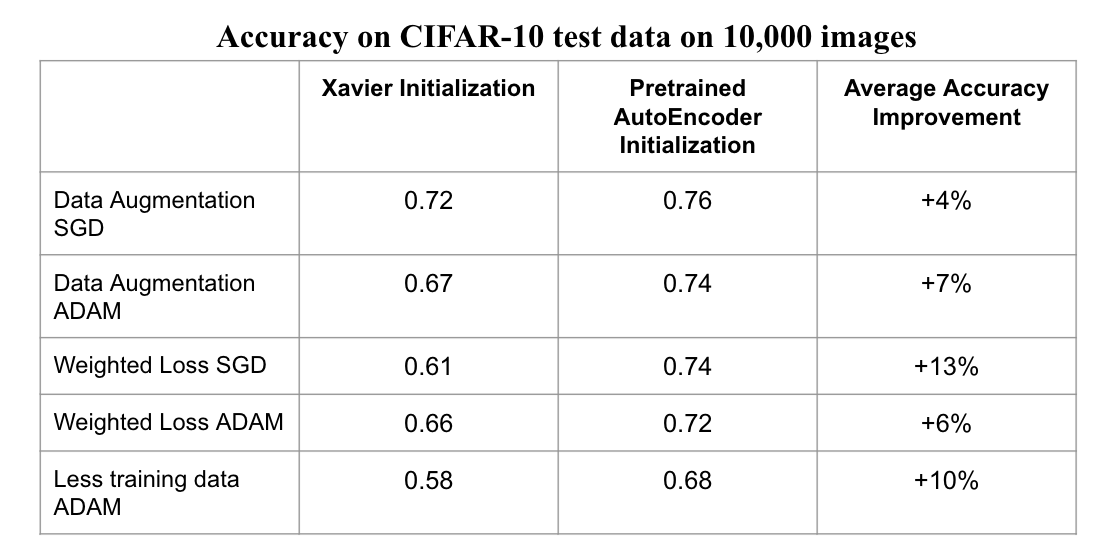 Accuracy on CIFAR-10 test data on 10,000 images
Xavier Initialization
Pretrained
AutoEncoder
Initialization
Average Accuracy
Improvement
Data Augmentation
SGD
0.72
0.76
+4%
Data Augmentation
ADAM
0.67
0.74
+7%
Weighted Loss SGD
0.61
0.74
+13%
Weighted Loss ADAM
0.66
0.72
+6%
Less training data
ADAM
0.58
0.68
+10%